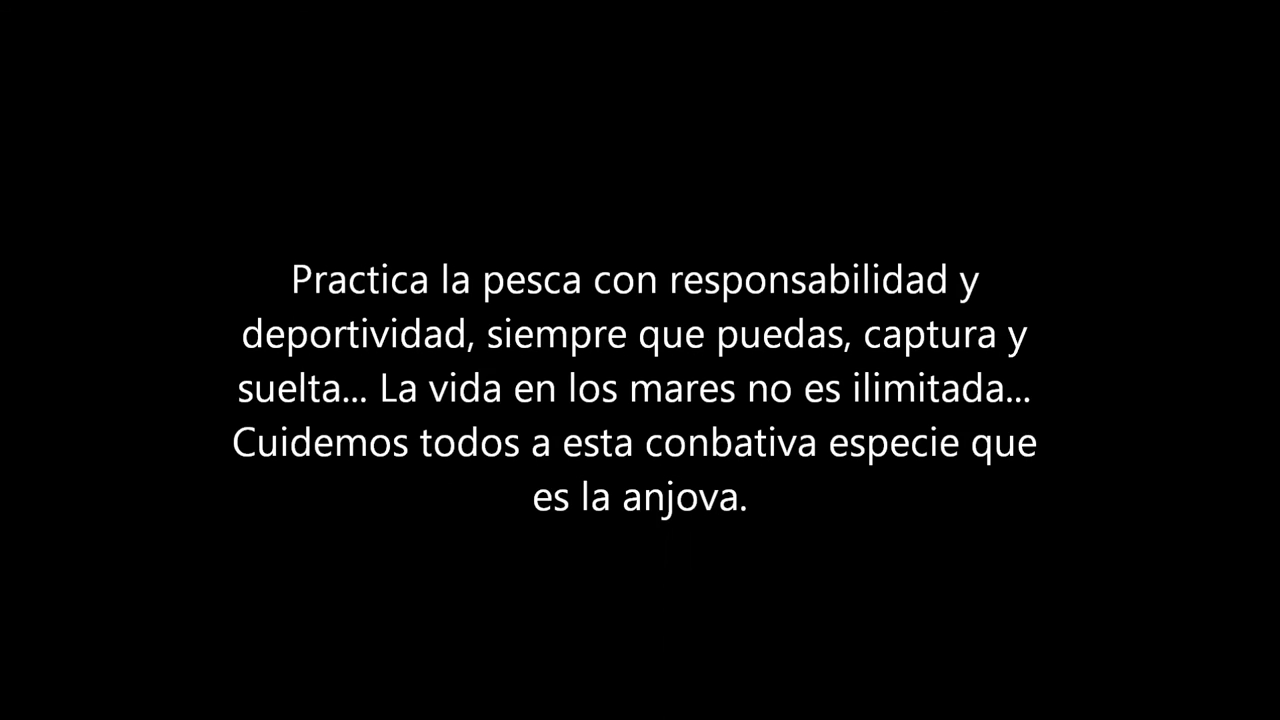 Practica la pesca con responsabilidad y
deportividad, siempre que puedas, captura y
suelta... La vida en los mares no es ilimitada...
Cuidemos todos a esta conbativa especie que
es la anjova.